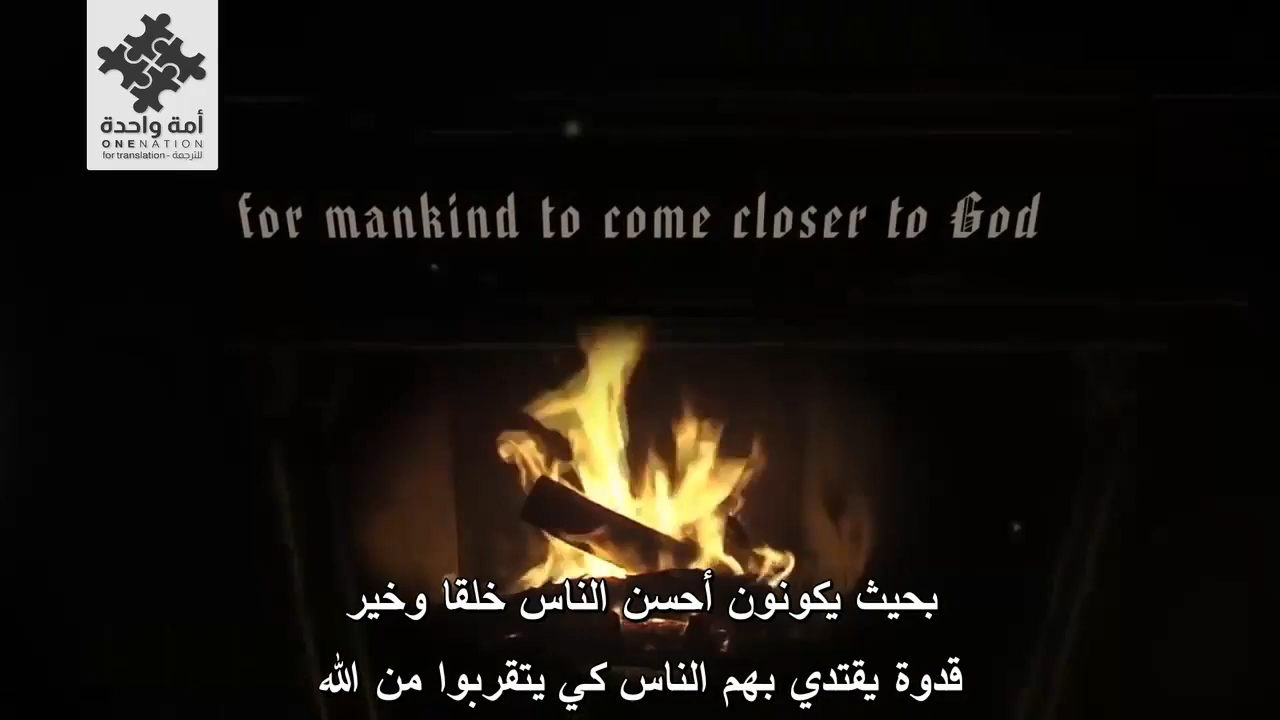 أمة واحدة
ONENATION
for translation - للترجمة
for mankind to come closer to God
بحيث يكونون أحسن الناس خلقا وخير
قدوة يقتدي بهم الناس كي يتقربوا من الله